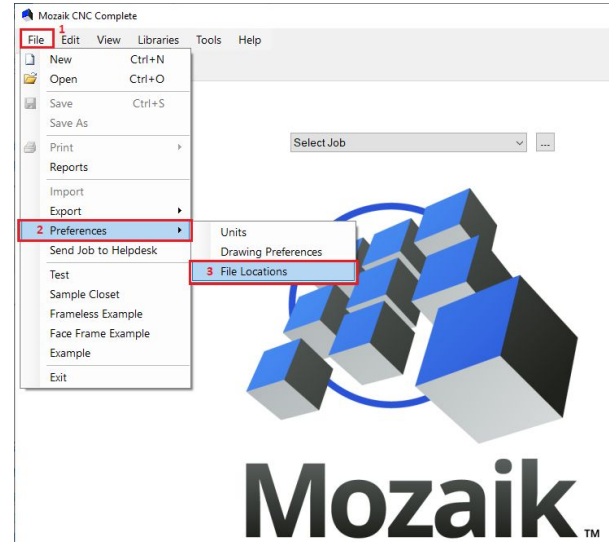 Mozaik CNC Complete
1
File Edit View Libraries Tools Help
New Ctrl+N
Open Ctrl+O
Save Ctrl+S
Save As
Print
Reports
Import
Export
2 Preferences
Send Job to Helpdesk
Test
Sample Closet
Frameless Example
Face Frame Example
Example
Exit
Units
Drawing Preferences
3 File Locations
Select Job
...
Mozaik™